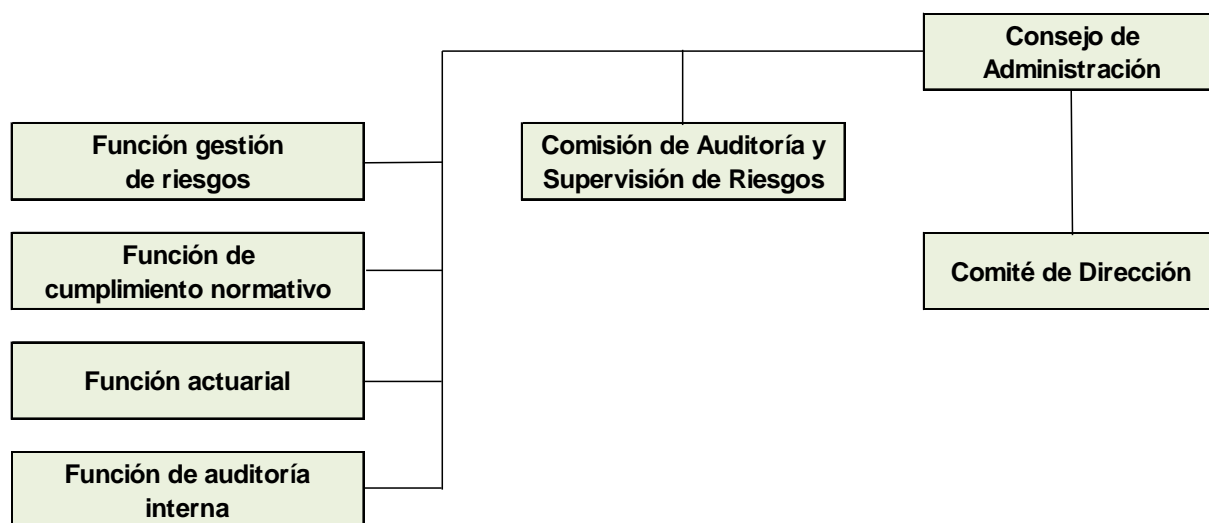 Consejo de
Administración
Función gestión
de riesgos
Comisión de Auditoría y
Supervisión de Riesgos
Función de
cumplimiento normativo
Comité de Dirección
Función actuarial
Función de auditoría
interna